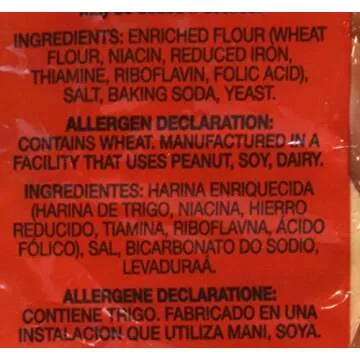 INGREDIENTS: ENRICHED FLOUR (WHEAT
FLOUR, NIACIN, REDUCED IRON,
THIAMINE, RIBOFLAVIN, FOLIC ACID),
SALT, BAKING SODA, YEAST.
ALLERGEN DECLARATION:
CONTAINS WHEAT. MANUFACTURED IN A
FACILITY THAT USES PEANUT, SOY, DAIRY.
INGREDIENTES: HARINA ENRIQUECIDA
(HARINA DE TRIGO, NIACINA, HIERRO
REDUCIDO, TIAMINA, RIBOFLAVNA, ÁCIDO
FÓLICO), SAL, BICARBONATO DO SODIO,
LEVADURAÁ.
ALLERGENE DECLARATIONE:
CONTIENE TRIGO. FABRICADO EN UNA
INSTALACION QUE UTILIZA MANI, SOYA.